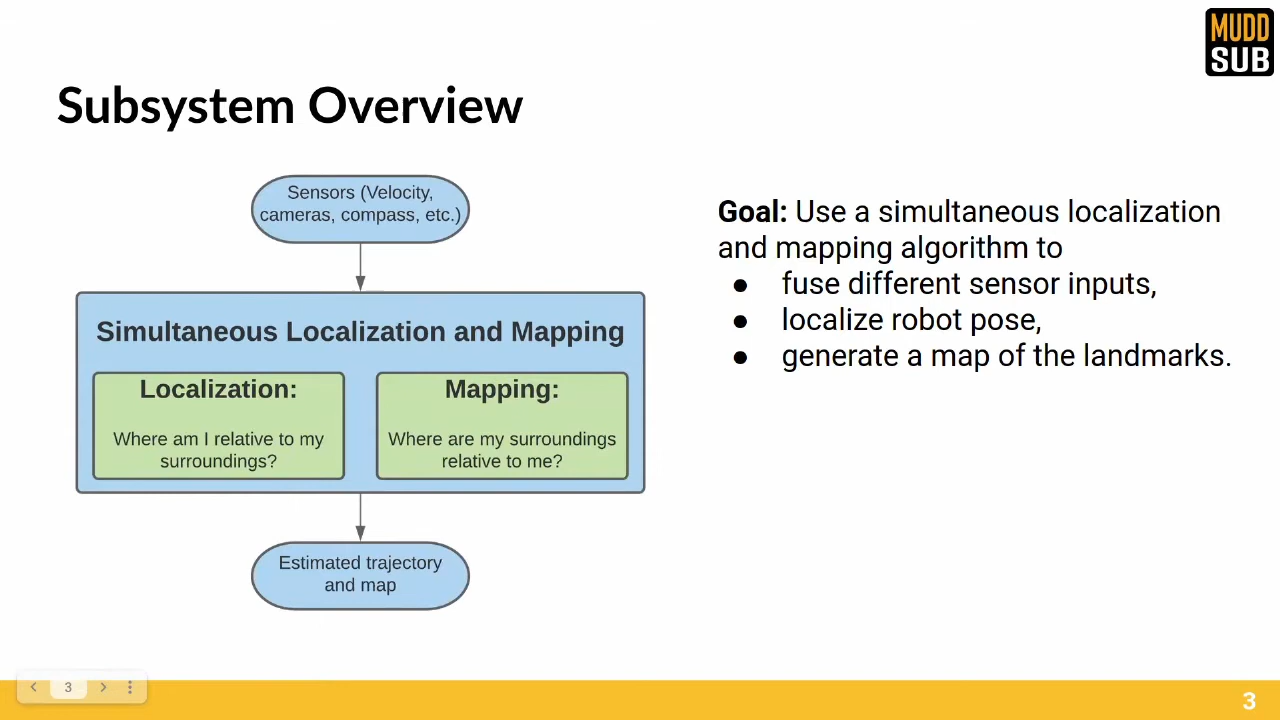 MUDD
SUB
Subsystem Overview
Sensors (Velocity,
cameras, compass, etc.)
Simultaneous Localization and Mapping
Localization:
Where am I relative to my
surroundings?
Mapping:
Where are my surroundings
relative to me?
Estimated trajectory
and map
Goal: Use a simultaneous localization
and mapping algorithm to
● fuse different sensor inputs,
● localize robot pose,
● generate a map of the landmarks.
3
3